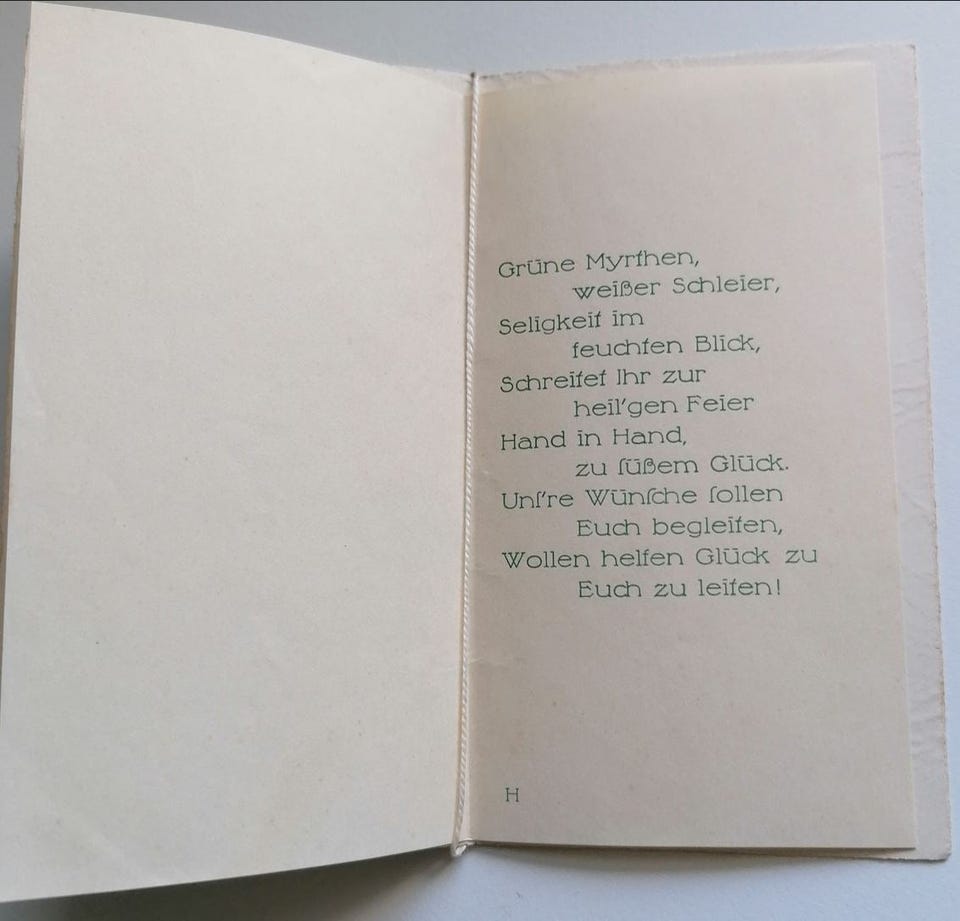 Grüne Myrthen,
weißer Schleier,
Seligkeit im
feuchten Blick,
Schreitet Ihr zur
heil'gen Feier
Hand in Hand,
zu ſüßem Glück.
Unſ're Wünſche ſollen
Euch begleiten,
Wollen helfen Glück zu
Euch zu leiten!
H